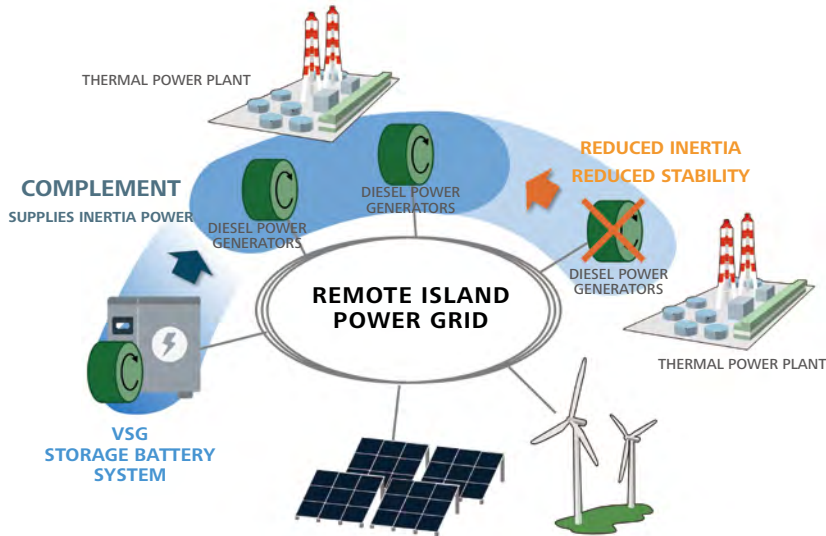 THERMAL POWER PLANT
REDUCED INERTIA
REDUCED STABILITY
COMPLEMENT
SUPPLIES INERTIA POWER
DIESEL POWER
GENERATORS
DIESEL POWER
GENERATORS
DIESEL POWER
GENERATORS
REMOTE ISLAND
POWER GRID
THERMAL POWER PLANT
VSG
STORAGE BATTERY
SYSTEM